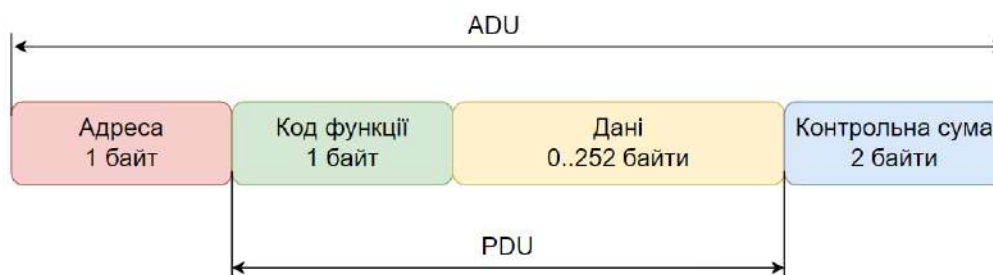 ADU
Адреса
1 байт
Код функції
1 байт
Дані
0..252 байти
Контрольна сума
2 байти
PDU